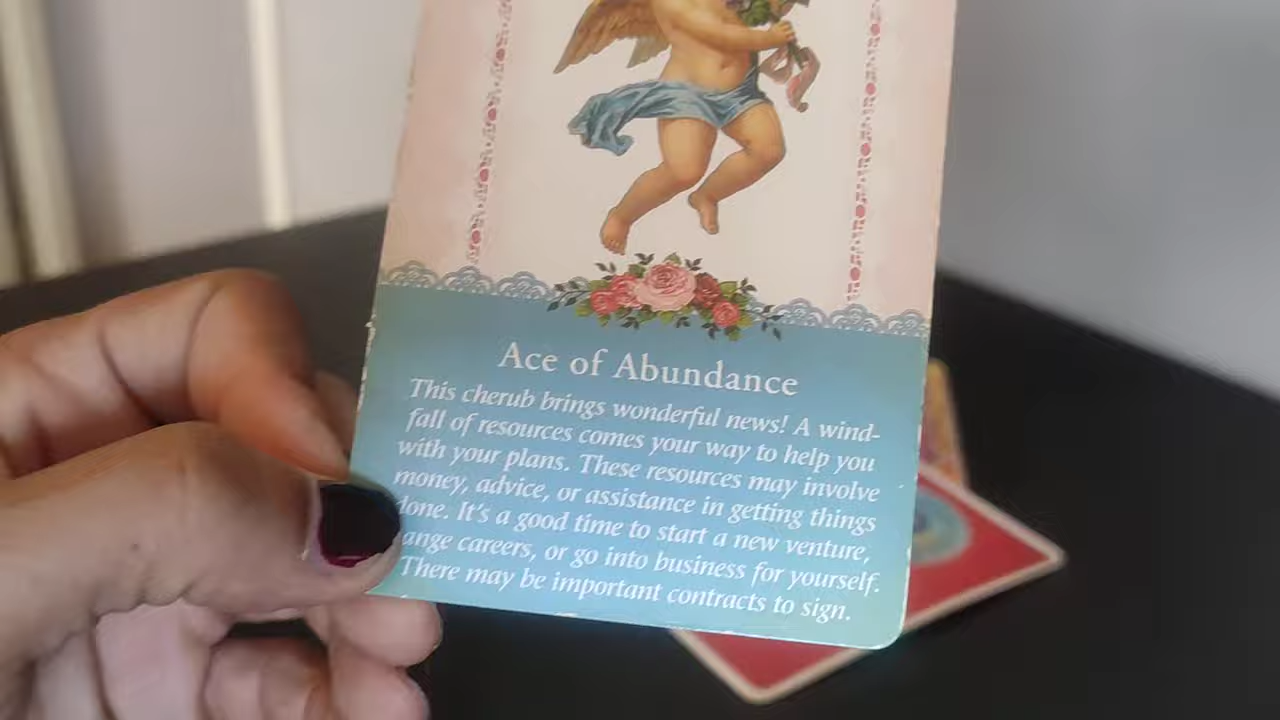 Ace of Abundance
This cherub brings wonderful news! A wind-
fall of resources comes your way to help you
with your plans. These resources may involve
money, advice, or assistance in getting things
done. It's a good time to start a new venture,
ange careers, or go into business for yourself.
There may be important contracts to sign.